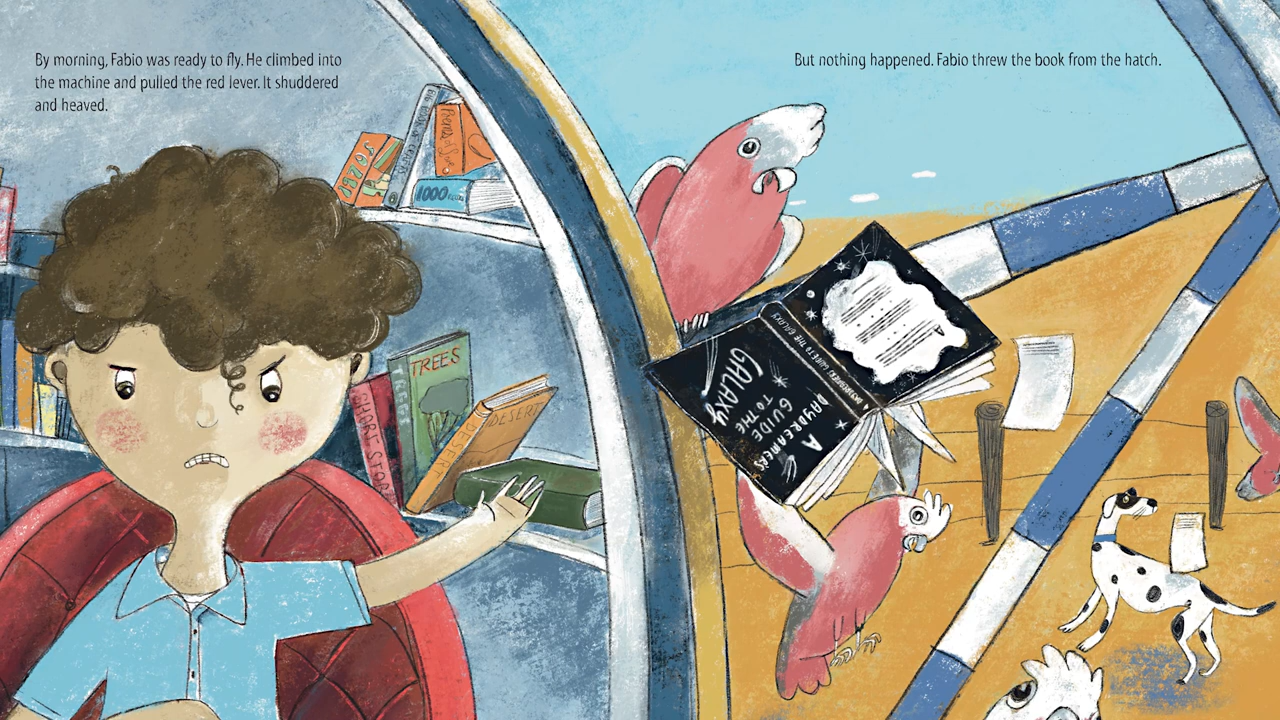 By morning, Fabio was ready to fly. He climbed into
the machine and pulled the red lever. It shuddered
and heaved.
But nothing happened. Fabio threw the book from the hatch.
1000
TREES
SHORT STO
DESERT
DESERT
A
DAYDREAMERS
GUIDE
TO THE
GALAXY